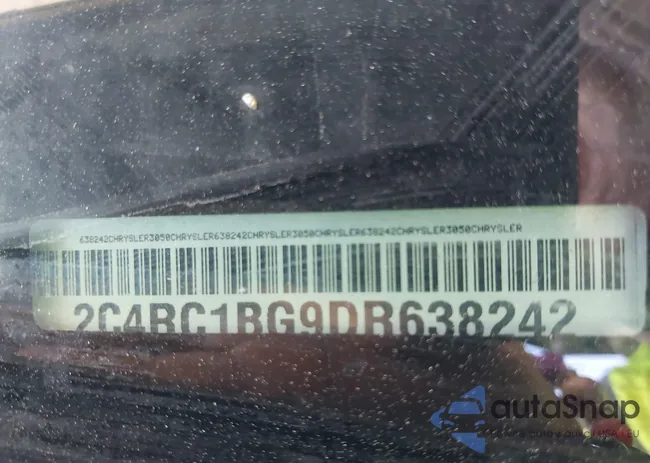 638242CHRYSLER3050CHRYSLER638242CHRYSLER3050CHRYSLER638242CHRYSLER3050CHRYSLER
2C4RC1BG9DR638242
autoSnap